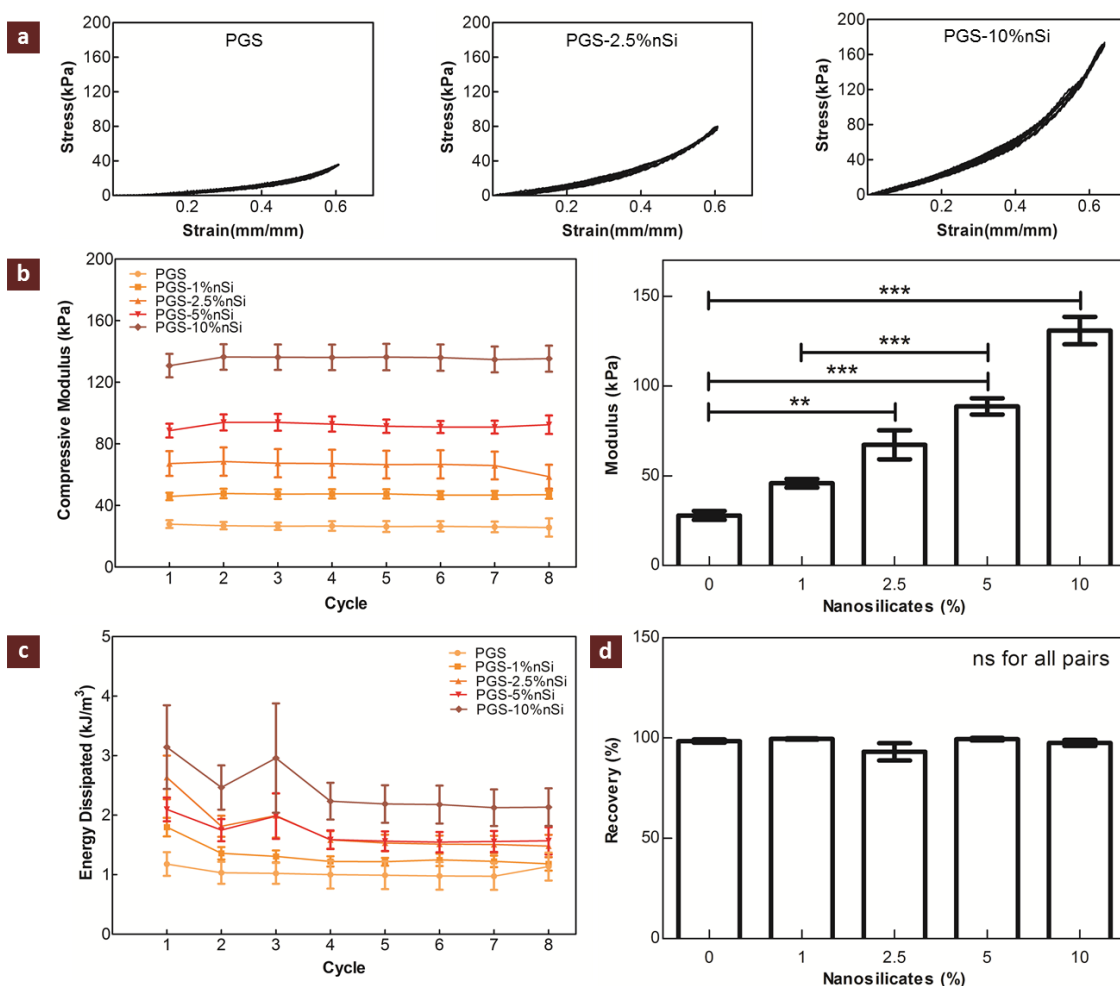 a
PGS
PGS-2.5%nSi
PGS-10%nSi
200
160
120
80
40
0
Stress(kPa)
0.2 0.4 0.6
Strain(mm/mm)
200
160
120
80
40
0
Stress(kPa)
0.2 0.4 0.6
Strain(mm/mm)
200
160
120
80
40
0
Stress(kPa)
0.2 0.4 0.6
Strain(mm/mm)
b
200
160
120
80
40
0
Compressive Modulus (kPa)
PGS
PGS-1%nSi
PGS-2.5%nSi
PGS-5%nSi
PGS-10%nSi
1 2 3 4 5 6 7 8
Cycle
150
100
50
0
Modulus (kPa)
***
***
***
**
0 1 2.5 5 10
Nanosilicates (%)
c
5
4
3
2
1
0
Energy Dissipated (kJ/m³)
PGS
PGS-1%nSi
PGS-2.5%nSi
PGS-5%nSi
PGS-10%nSi
1 2 3 4 5 6 7 8
Cycle
d
150
100
50
0
Recovery (%)
ns for all pairs
0 1 2.5 5 10
Nanosilicates (%)